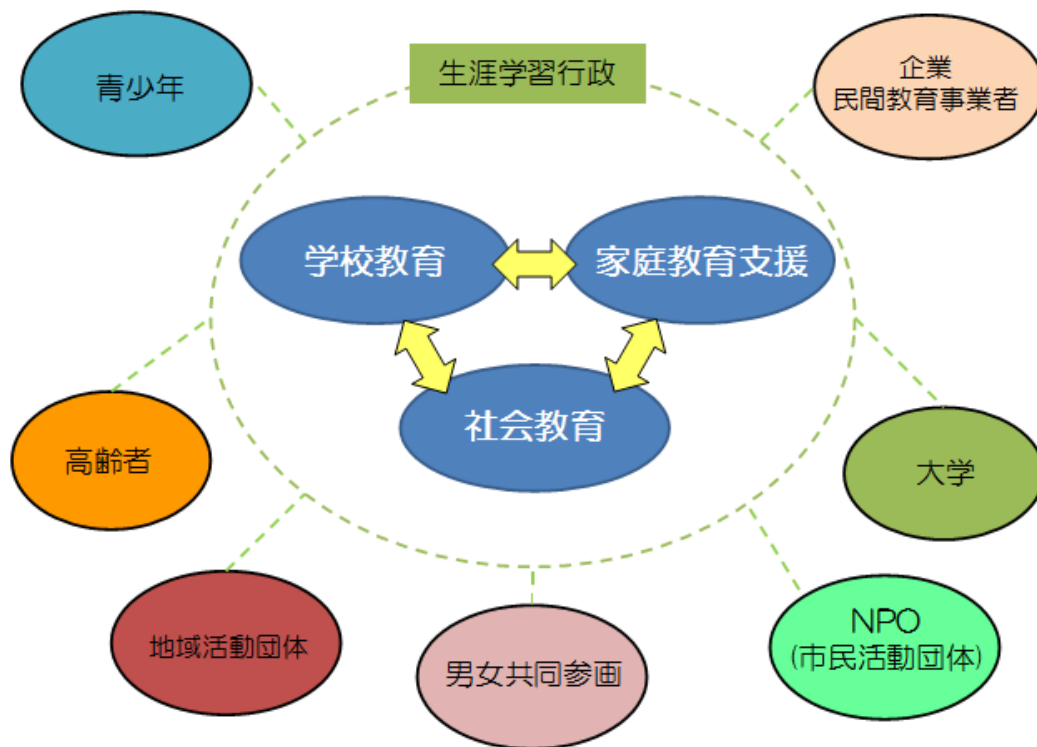 生涯学習行政
青少年
企業
民間教育事業者
学校教育
家庭教育支援
社会教育
高齢者
大学
地域活動団体
男女共同参画
NPO
(市民活動団体)